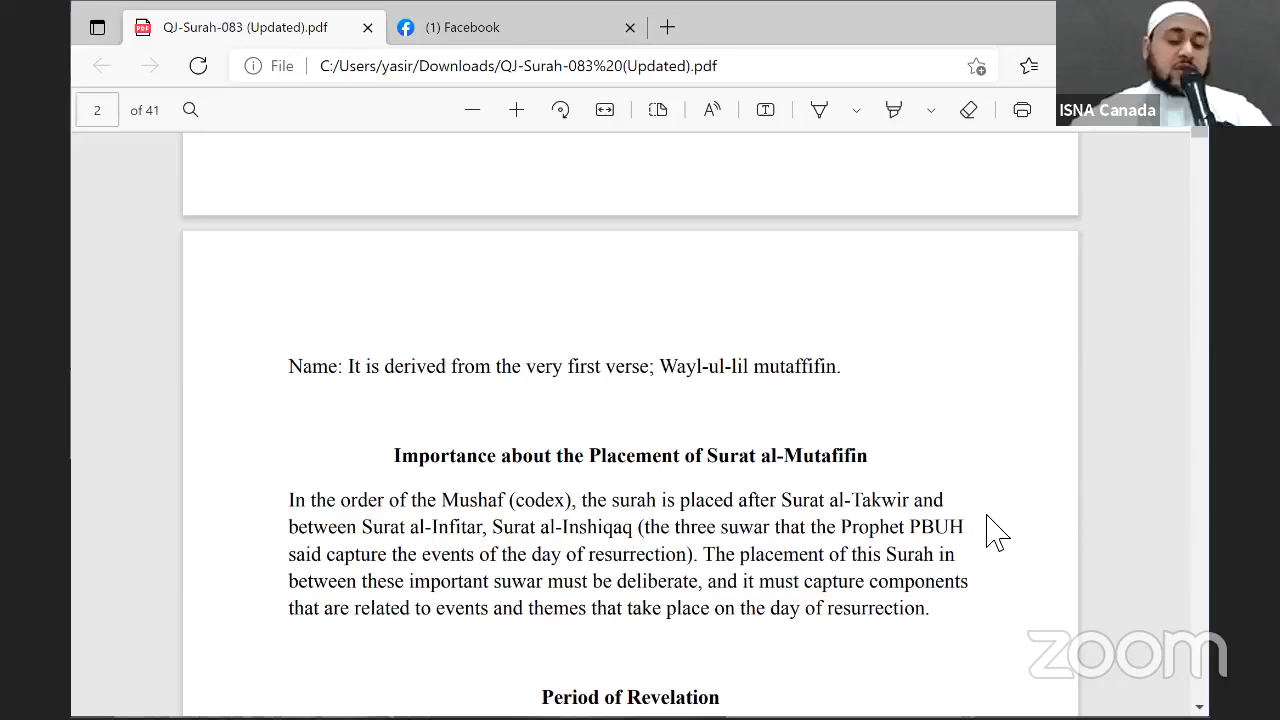 QJ-Surah-083 (Updated).pdf
(1) Facebook
File
C:/Users/yasir/Downloads/QJ-Surah-083%20(Updated).pdf
2 of 41
ISNA Canada
Name: It is derived from the very first verse; Wayl-ul-lil mutaffifin.
Importance about the Placement of Surat al-Mutafifin
In the order of the Mushaf (codex), the surah is placed after Surat al-Takwir and
between Surat al-Infitar, Surat al-Inshiqaq (the three suwar that the Prophet PBUH
said capture the events of the day of resurrection). The placement of this Surah in
between these important suwar must be deliberate, and it must capture components
that are related to events and themes that take place on the day of resurrection.
Period of Revelation
zoom